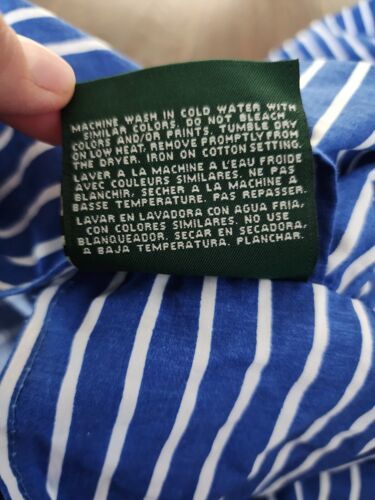 MACHINE WASH IN COLD WATER WITH
SIMILAR COLORS. DO NOT BLEACH
COLORS AND/OR PRINTS. TUMBLE DRY
ON LOW HEAT. REMOVE PROMPTLY FROM
THE DRYER. IRON ON COTTON SETTING.
LAVER A LA MACHINE A L'EAU FROIDE
AVEC COULEURS SIMILARES. NE PAS
BLANCHIR. SECHER A LA MACHINE A
BASSE TEMPERATURE. PAS REPASSER.
LAVAR EN LAVADORA CON AGUA FRIA,
CON COLORES SIMILARES. NO USE
BLANQUEADOR. SECAR EN SECADORA,
A BAJA TEMPERATURA. PLANCHAR.